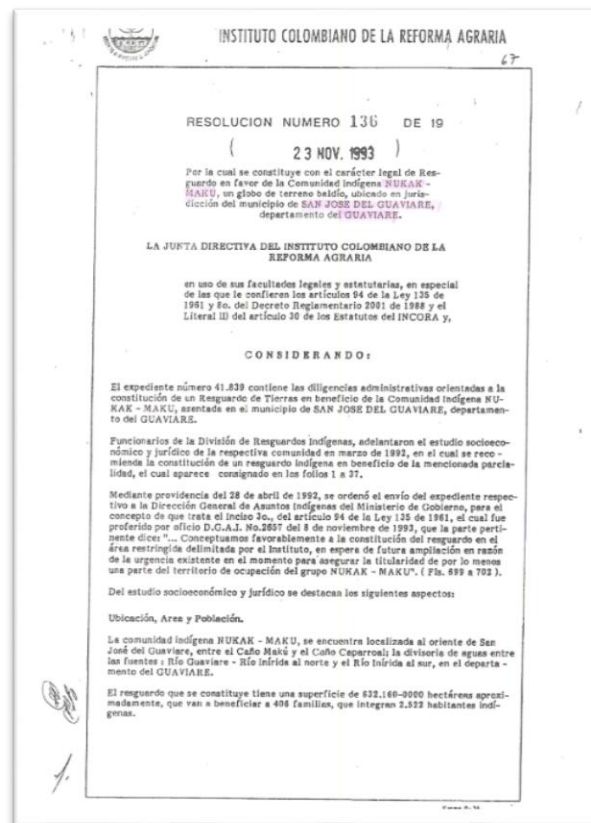 INSTITUTO COLOMBIANO DE LA REFORMA AGRARIA
67
RESOLUCION NUMERO 136 DE 19
( 23 NOV. 1993 )
Por la cual se constituye con el carácter legal de Res-
guardo en favor de la Comunidad Indígena NUKAK -
MAKU, un globo de terreno baldío, ubicado en juris-
dicción del municipio de SAN JOSE DEL GUAVIARE,
departamento del GUAVIARE.
LA JUNTA DIRECTIVA DEL INSTITUTO COLOMBIANO DE LA
REFORMA AGRARIA
en uso de sus facultades legales y estatutarias, en especial
de las que le confieren los artículos 94 de la Ley 135 de
1961 y 8o. del Decreto Reglamentario 2001 de 1988 y el
Literal ll) del artículo 30 de los Estatutos del INCORA y,
CONSIDERANDO:
El expediente número 41.839 contiene las diligencias administrativas orientadas a la
constitución de un Resguardo de Tierras en beneficio de la Comunidad Indígena NU-
KAK - MAKU, asentada en el municipio de SAN JOSE DEL GUAVIARE, departamen-
to del GUAVIARE.
Funcionarios de la División de Resguardos Indígenas, adelantaron el estudio socioeco-
nómico y jurídico de la respectiva comunidad en marzo de 1992, en el cual se reco -
mienda la constitución de un resguardo indígena en beneficio de la mencionada parcia-
lidad, el cual aparece consignado en los folios 1 a 37.
Mediante providencia del 28 de abril de 1992, se ordenó el envío del expediente respec-
tivo a la Dirección General de Asuntos Indígenas del Ministerio de Gobierno, para el
concepto de que trata el Inciso 3o., del artículo 94 de la Ley 135 de 1961, el cual fue
proferido por oficio D.G.A.I. No.2657 del 8 de noviembre de 1993, que la parte perti-
nente dice: "... Conceptuamos favorablemente a la constitución del resguardo en el
área restringida delimitada por el Instituto, en espera de futura ampliación en razón
de la urgencia existente en el momento para asegurar la titularidad de por lo menos
una parte del territorio de ocupación del grupo NUKAK - MAKU". ( Fls. 699 a 702 ).
Del estudio socioeconómico y jurídico se destacan los siguientes aspectos:
Ubicación, Area y Población.
La comunidad indígena NUKAK - MAKU, se encuentra localizada al oriente de San
José del Guaviare, entre el Caño Makú y el Caño Caparroal; la divisoria de aguas entre
las fuentes : Río Guaviare - Río Inírida al norte y el Río Inírida al sur, en el departa -
mento del GUAVIARE.
El resguardo que se constituye tiene una superficie de 632.160-0000 hectáreas aproxi-
madamente, que van a beneficiar a 406 familias, que integran 2.522 habitantes indí-
genas.